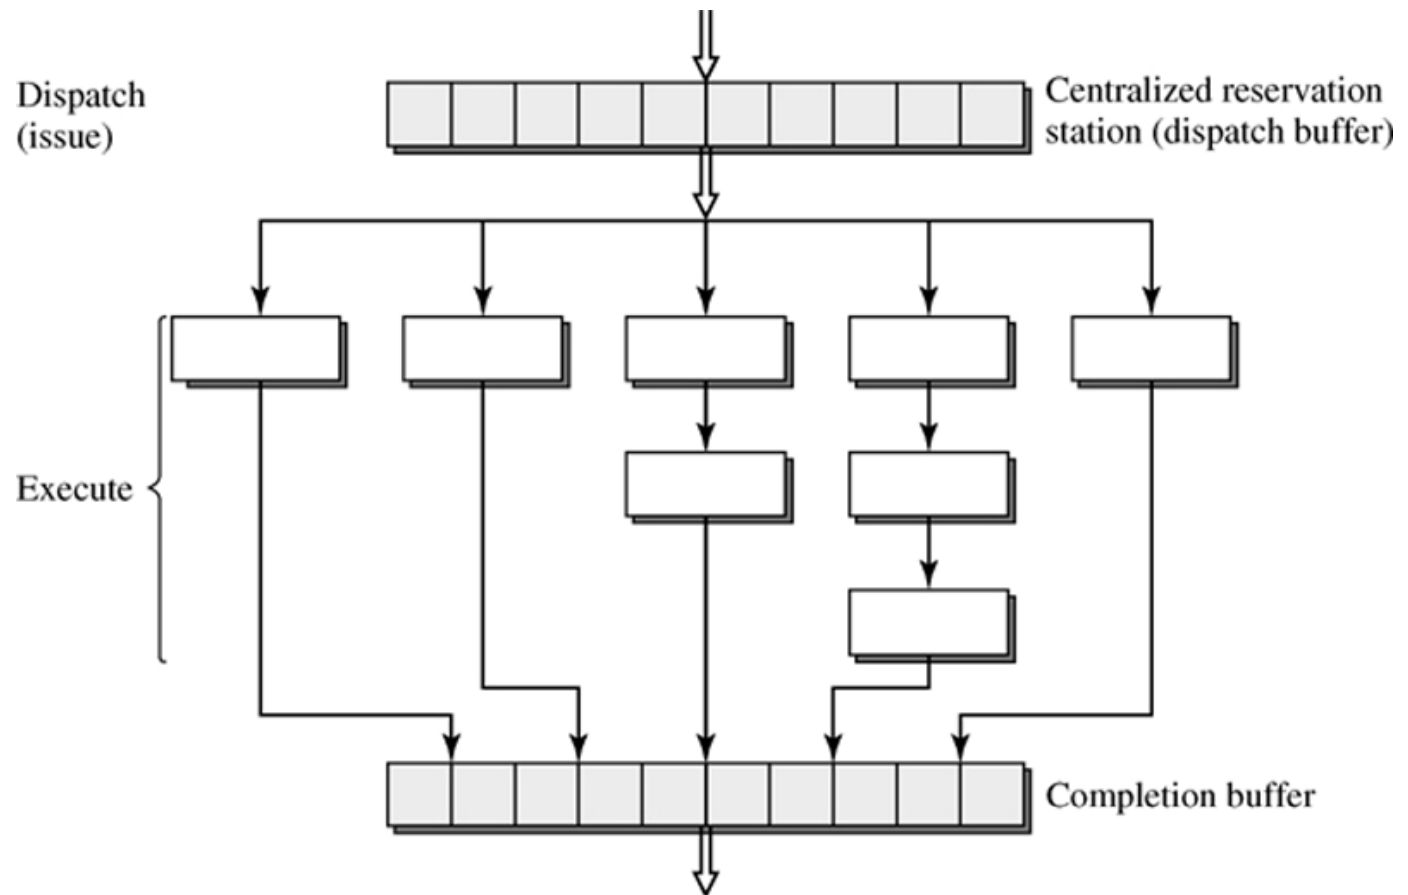 Dispatch
(issue)
Centralized reservation
station (dispatch buffer)
Execute
Completion buffer